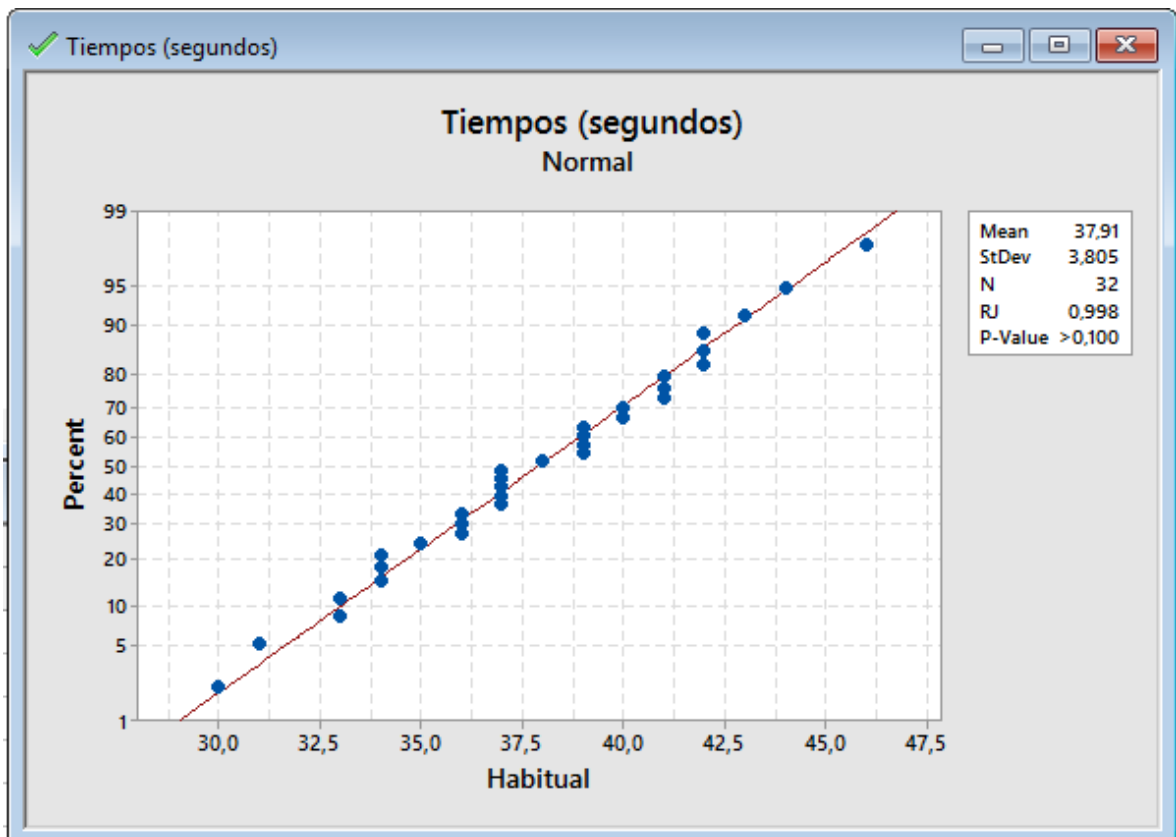 Tiempos (segundos)
Tiempos (segundos)
Normal
Mean 37,91
StDev 3,805
N 32
RJ 0,998
P-Value >0,100
Percent
99
95
90
80
70
60
50
40
30
20
10
5
1
30,0 32,5 35,0 37,5 40,0 42,5 45,0 47,5
Habitual